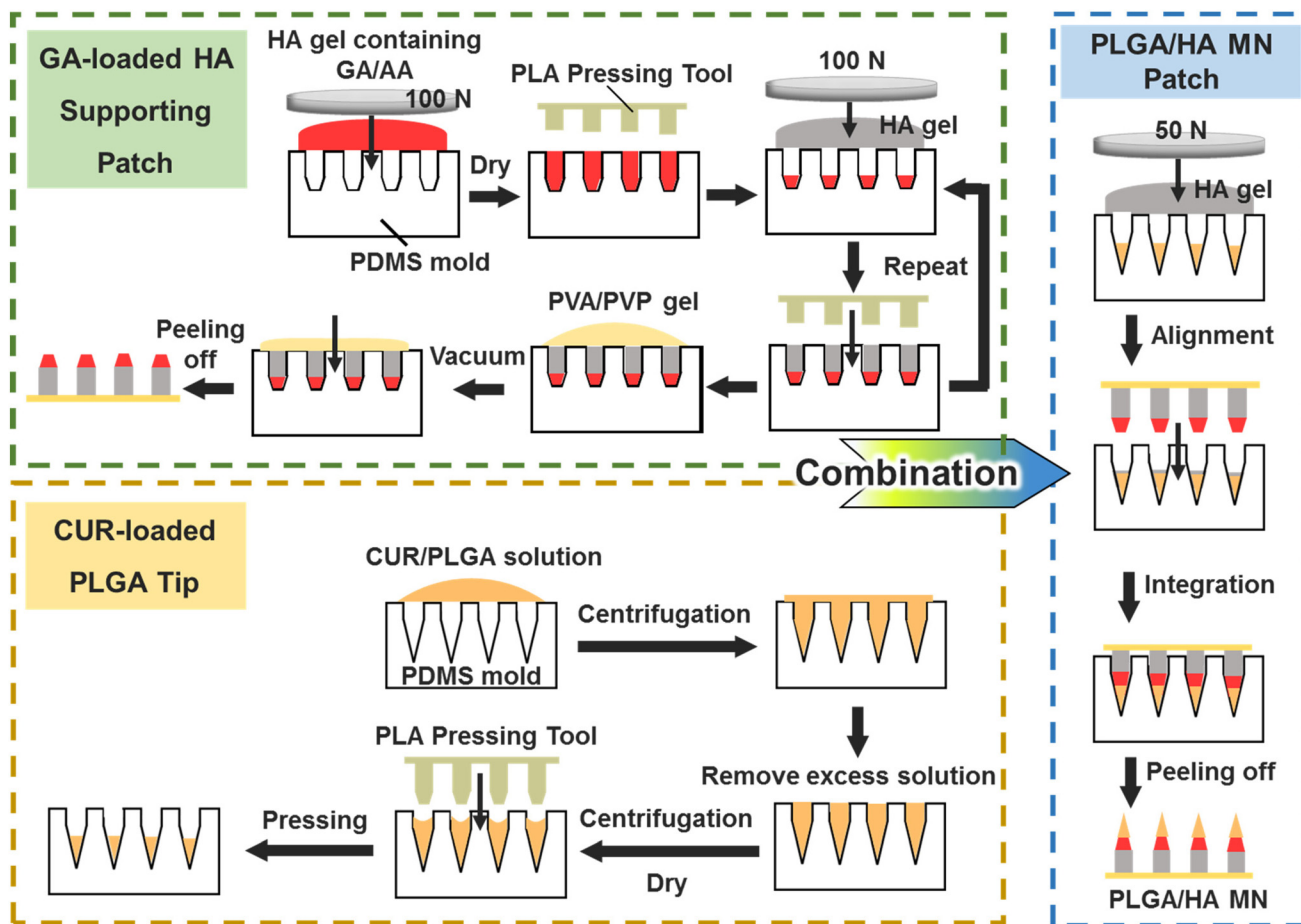 GA-loaded HA
Supporting
Patch
HA gel containing
GA/AA
100 N
Dry
PDMS mold
PLA Pressing Tool
100 N
HA gel
Repeat
PVA/PVP gel
Vacuum
Peeling
off
Combination
CUR-loaded
PLGA Tip
CUR/PLGA solution
PDMS mold
Centrifugation
Remove excess solution
Centrifugation
Dry
PLA Pressing Tool
Pressing
PLGA/HA MN
Patch
50 N
HA gel
Alignment
Integration
Peeling off
PLGA/HA MN